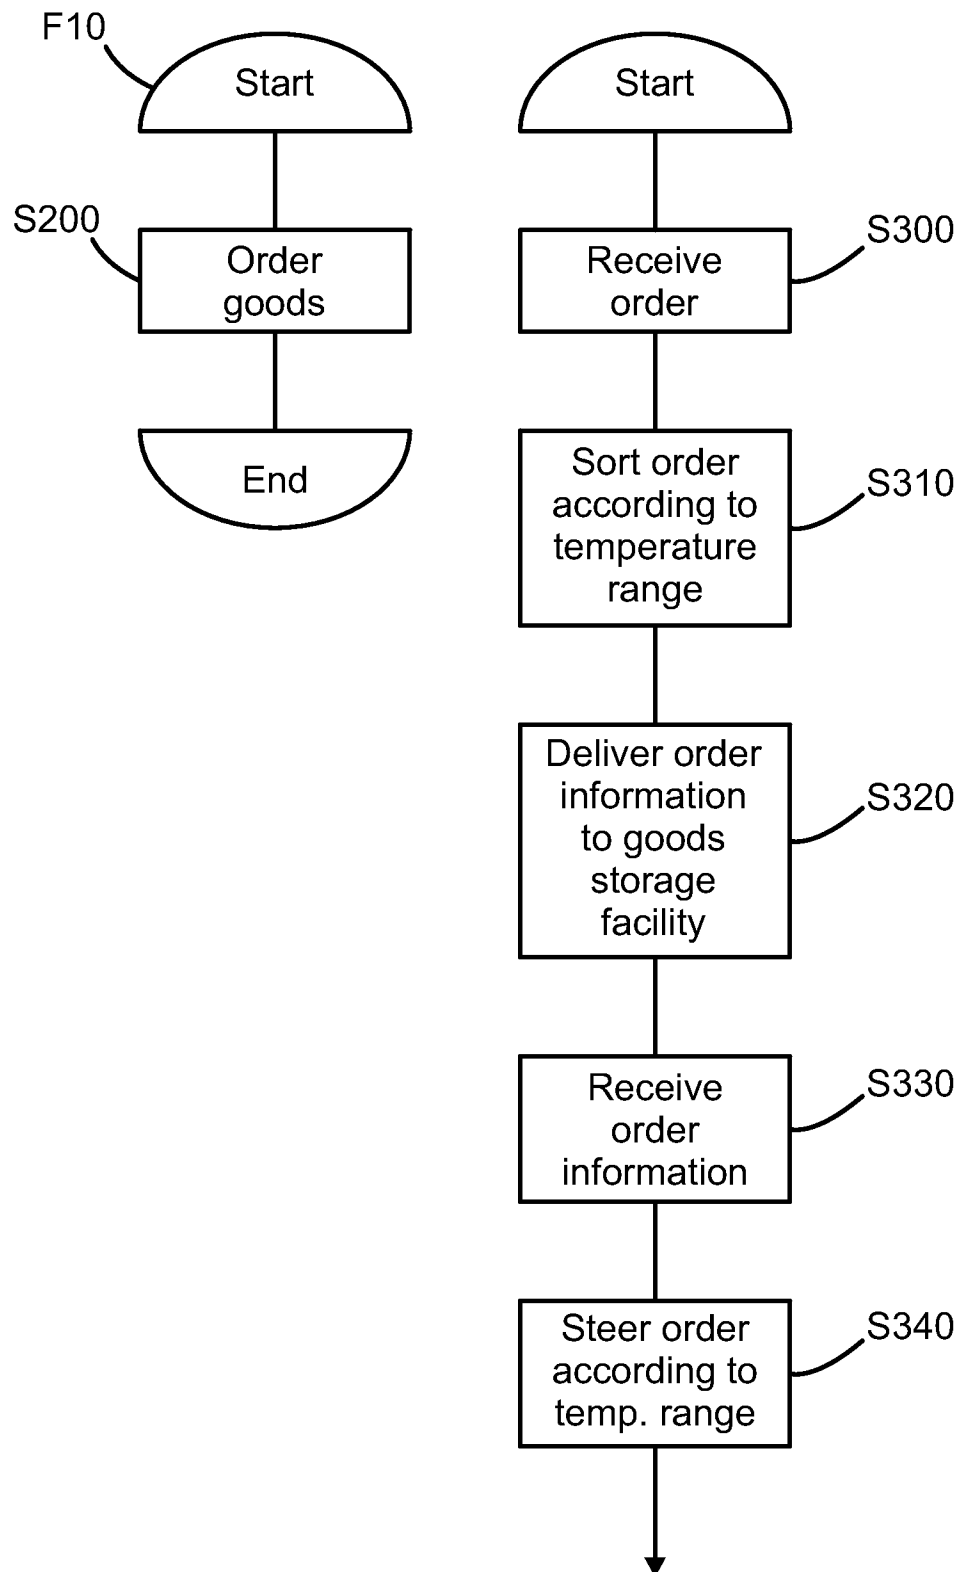 F10
Start
S200
Order
goods
End
Start
Receive
order
S300
Sort order
according to
temperature
range
S310
Deliver order
information
to goods
storage
facility
S320
Receive
order
information
S330
Steer order
according to
temp. range
S340